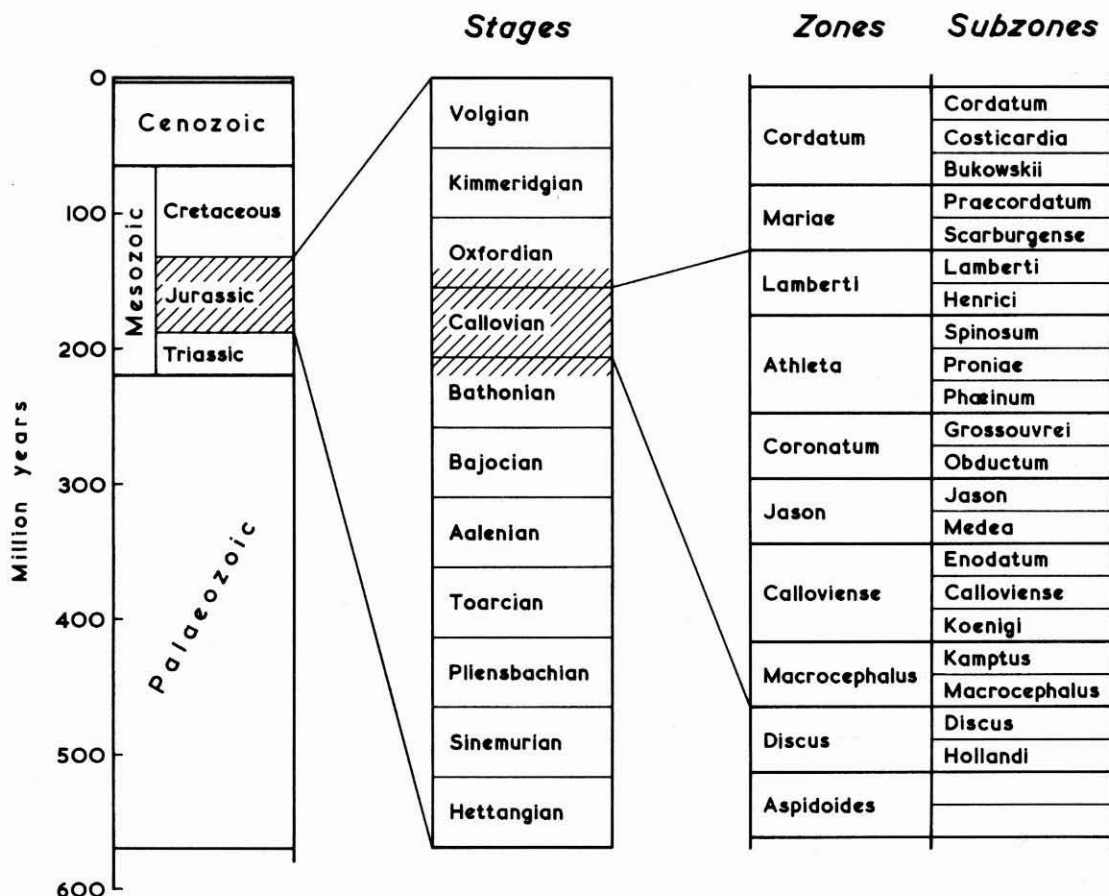 Stages
Zones
Subzones
Million years
0
100
200
300
400
500
600
Cenozoic
Mesozoic
Cretaceous
Jurassic
Triassic
Palaeozoic
Volgian
Kimmeridgian
Oxfordian
Callovian
Bathonian
Bajocian
Aalenian
Toarcian
Pliensbachian
Sinemurian
Hettangian
Cordatum
Mariae
Lamberti
Athleta
Coronatum
Jason
Calloviense
Macrocephalus
Discus
Aspidoides
Cordatum
Costicardia
Bukowskii
Praecordatum
Scarburgense
Lamberti
Henrici
Spinosum
Proniae
Phæinum
Grossouvrei
Obductum
Jason
Medea
Enodatum
Calloviense
Koenigi
Kamptus
Macrocephalus
Discus
Hollandi